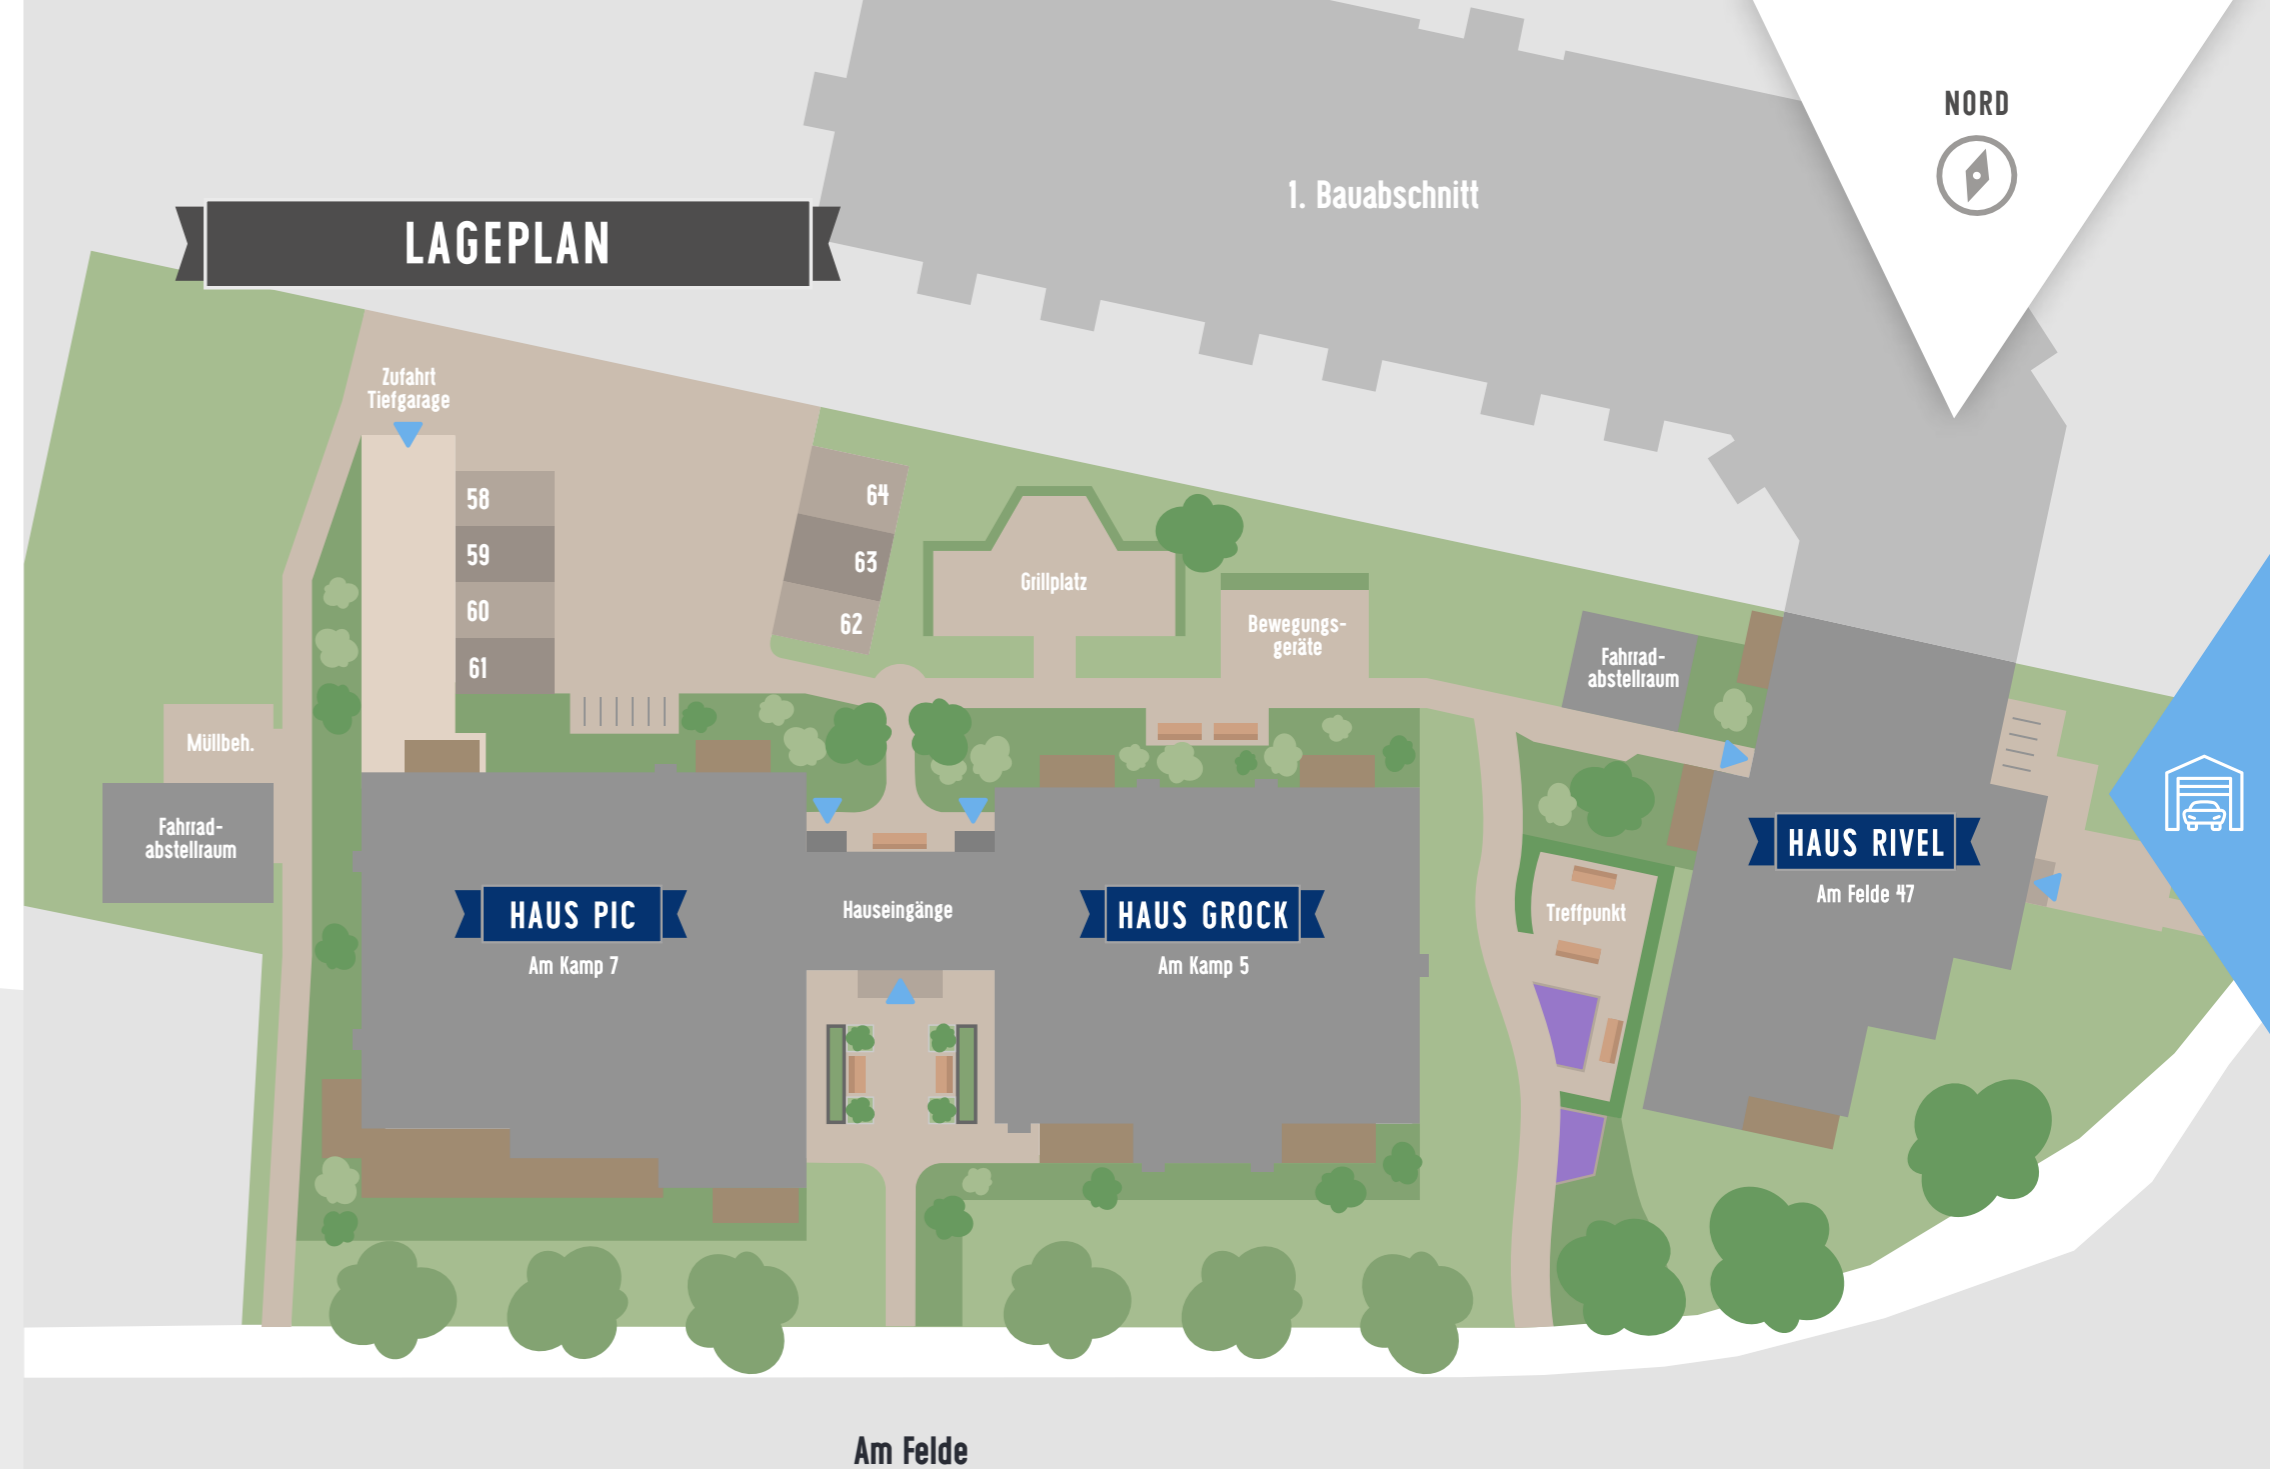 NORD
1. Bauabschnitt
LAGEPLAN
Zufahrt
Tiefgarage
58
59
60
61
64
63
62
Grillplatz
Bewegungs-
geräte
Fahrrad-
abstellraum
Müllbeh.
Fahrrad-
abstellraum
HAUS PIC
Am Kamp 7
Hauseingänge
HAUS GROCK
Am Kamp 5
Treffpunkt
HAUS RIVEL
Am Felde 47
Am Felde